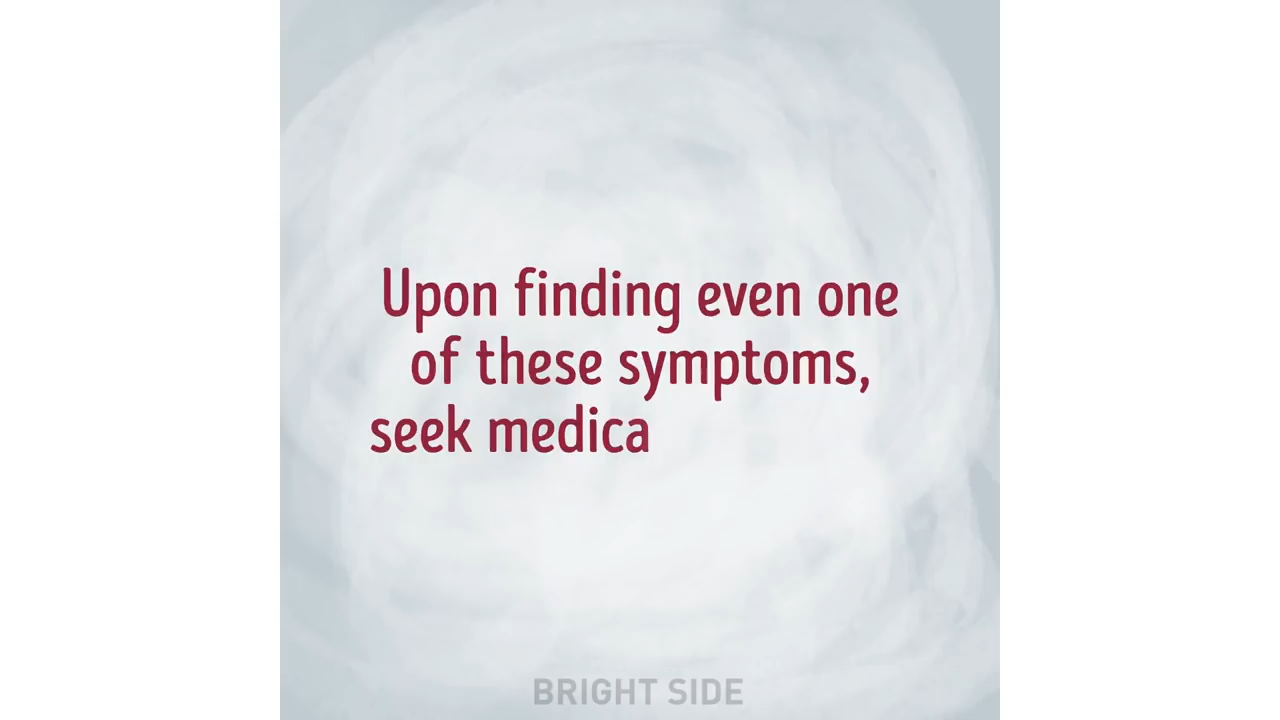 Upon finding even one
of these symptoms,
seek medica
BRIGHT SIDE